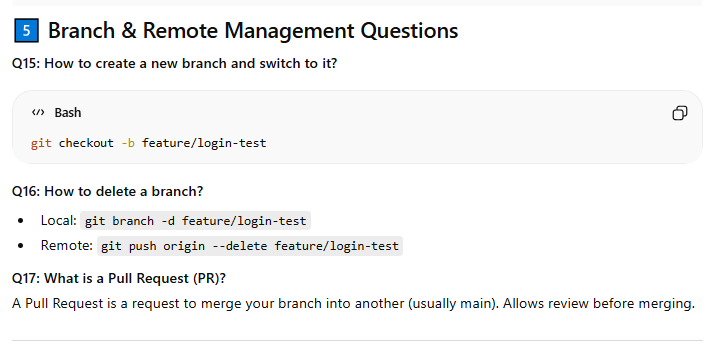 5 Branch & Remote Management Questions
Q15: How to create a new branch and switch to it?
</> Bash
git checkout -b feature/login-test
Q16: How to delete a branch?
• Local: git branch -d feature/login-test
• Remote: git push origin --delete feature/login-test
Q17: What is a Pull Request (PR)?
A Pull Request is a request to merge your branch into another (usually main). Allows review before merging.